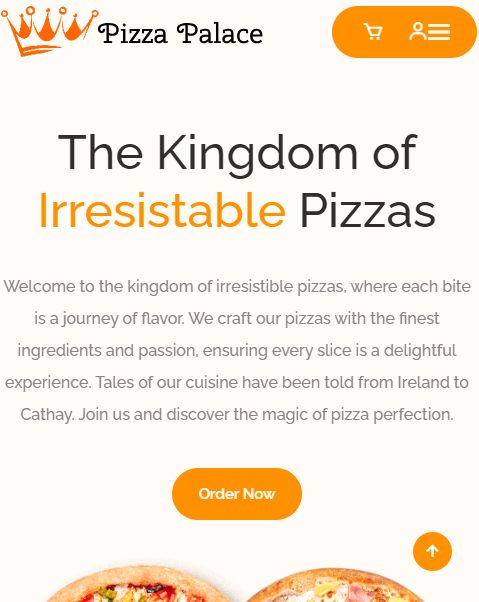 Pizza Palace
The Kingdom of
Irresistable Pizzas
Welcome to the kingdom of irresistible pizzas, where each bite
is a journey of flavor. We craft our pizzas with the finest
ingredients and passion, ensuring every slice is a delightful
experience. Tales of our cuisine have been told from Ireland to
Cathay. Join us and discover the magic of pizza perfection.
Order Now